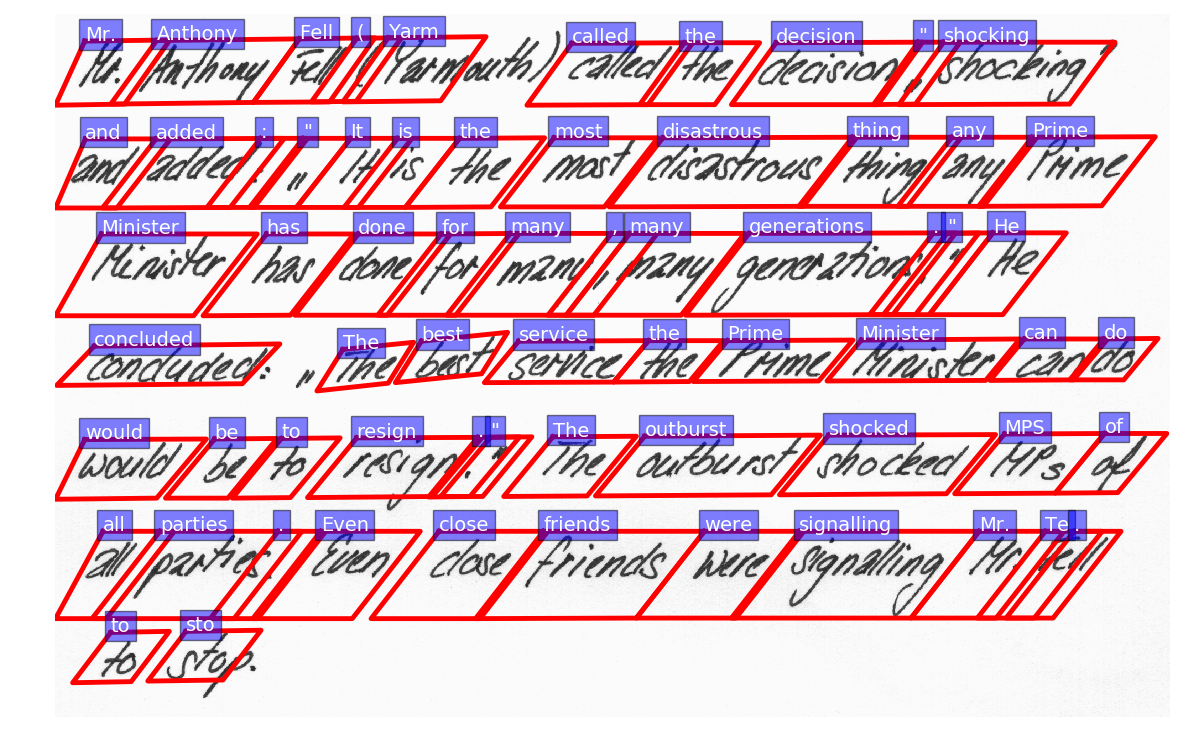 Mr. Anthony Fell ( Yarm called the decision " shocking
Mr. Anthony Fell (Yarmouth) called the decision „shocking"
and added : " It is the most disastrous thing any Prime
and added : „ It is the most disastrous thing any Prime
Minister has done for many , many generations . " He
Minister has done for many, many generations." He
concluded The best service the Prime Minister can do
concluded: „The best service the Prime Minister can do
would be to resign . " The outburst shocked MPS of
would be to resign." The outburst shocked MPs of
all parties . Even close friends were signalling Mr. Te .
all parties. Even close friends were signalling Mr. Fell
to sto
to stop.